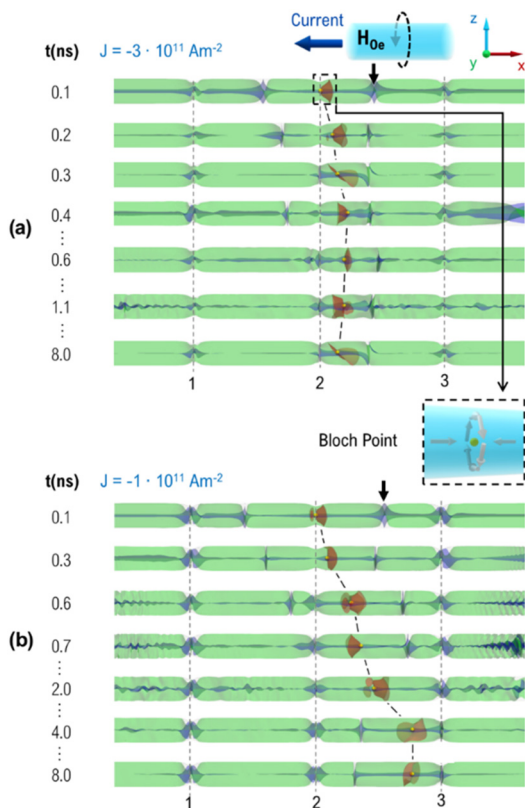 Current
H_Oe
z
x
y
t(ns) J = -3 · 10¹¹ Am⁻²
0.1
0.2
0.3
0.4
(a)
⋮
0.6
⋮
1.1
⋮
8.0
1 2 3
Bloch Point
t(ns) J = -1 · 10¹¹ Am⁻²
0.1
0.3
0.6
(b)
0.7
⋮
2.0
⋮
4.0
⋮
8.0
1 2 3